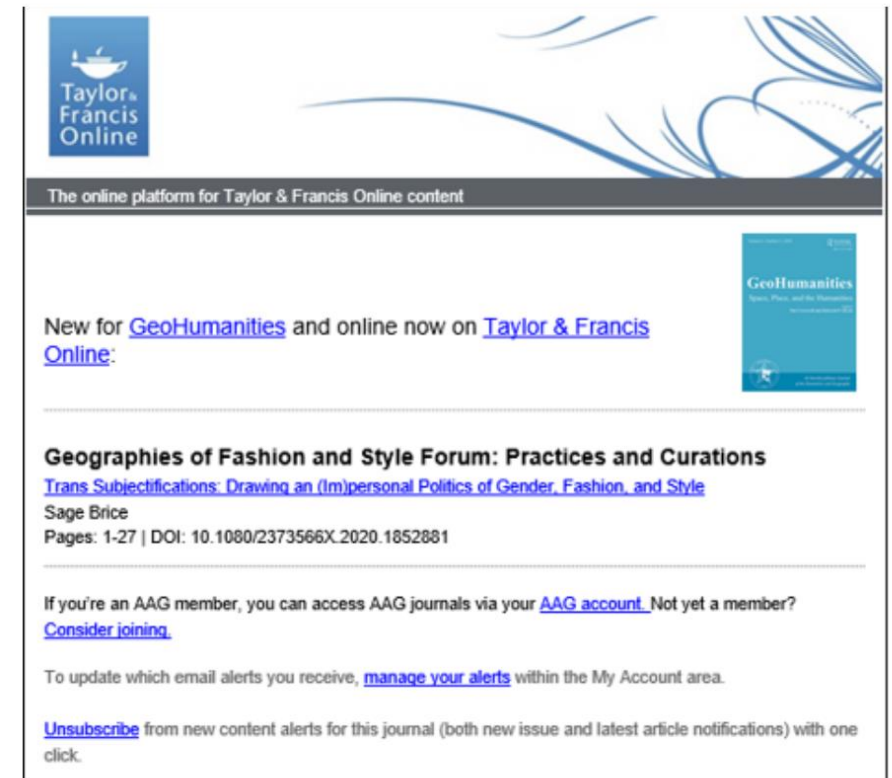 Taylor &
Francis
Online
The online platform for Taylor & Francis Online content
GeoHumanities
Space, Place, and the Humanities
New for GeoHumanities and online now on Taylor & Francis
Online:
Geographies of Fashion and Style Forum: Practices and Curations
Trans Subjectifications: Drawing an (Im)personal Politics of Gender, Fashion, and Style
Sage Brice
Pages: 1-27 | DOI: 10.1080/2373566X.2020.1852881
If you're an AAG member, you can access AAG journals via your AAG account. Not yet a member?
Consider joining.
To update which email alerts you receive, manage your alerts within the My Account area.
Unsubscribe from new content alerts for this journal (both new issue and latest article notifications) with one
click.